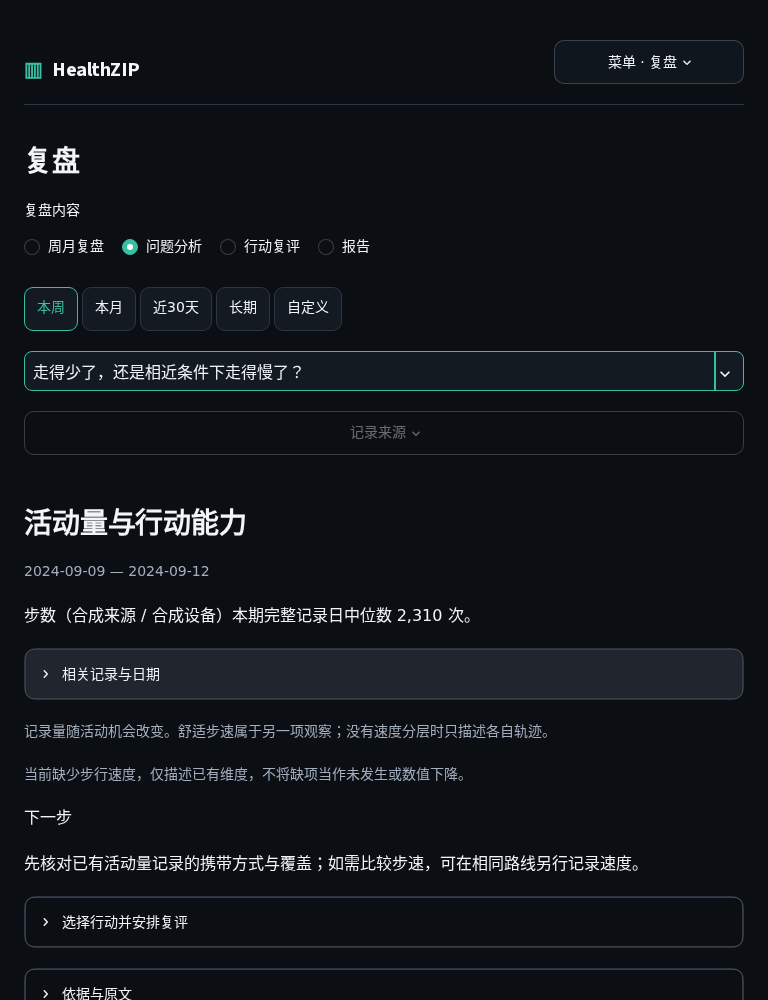 HealthZIP
菜单 · 复盘
复盘
复盘内容
周月复盘
问题分析
行动复评
报告
本周
本月
近30天
长期
自定义
走得少了，还是相近条件下走得慢了？
记录来源
活动量与行动能力
2024-09-09 — 2024-09-12
步数（合成来源 / 合成设备）本期完整记录日中位数 2,310 次。
相关记录与日期
记录量随活动机会改变。舒适步速属于另一项观察；没有速度分层时只描述各自轨迹。
当前缺少步行速度，仅描述已有维度，不将缺项当作未发生或数值下降。
下一步
先核对已有活动量记录的携带方式与覆盖；如需比较步速，可在相同路线另行记录速度。
选择行动并安排复评
依据与原文